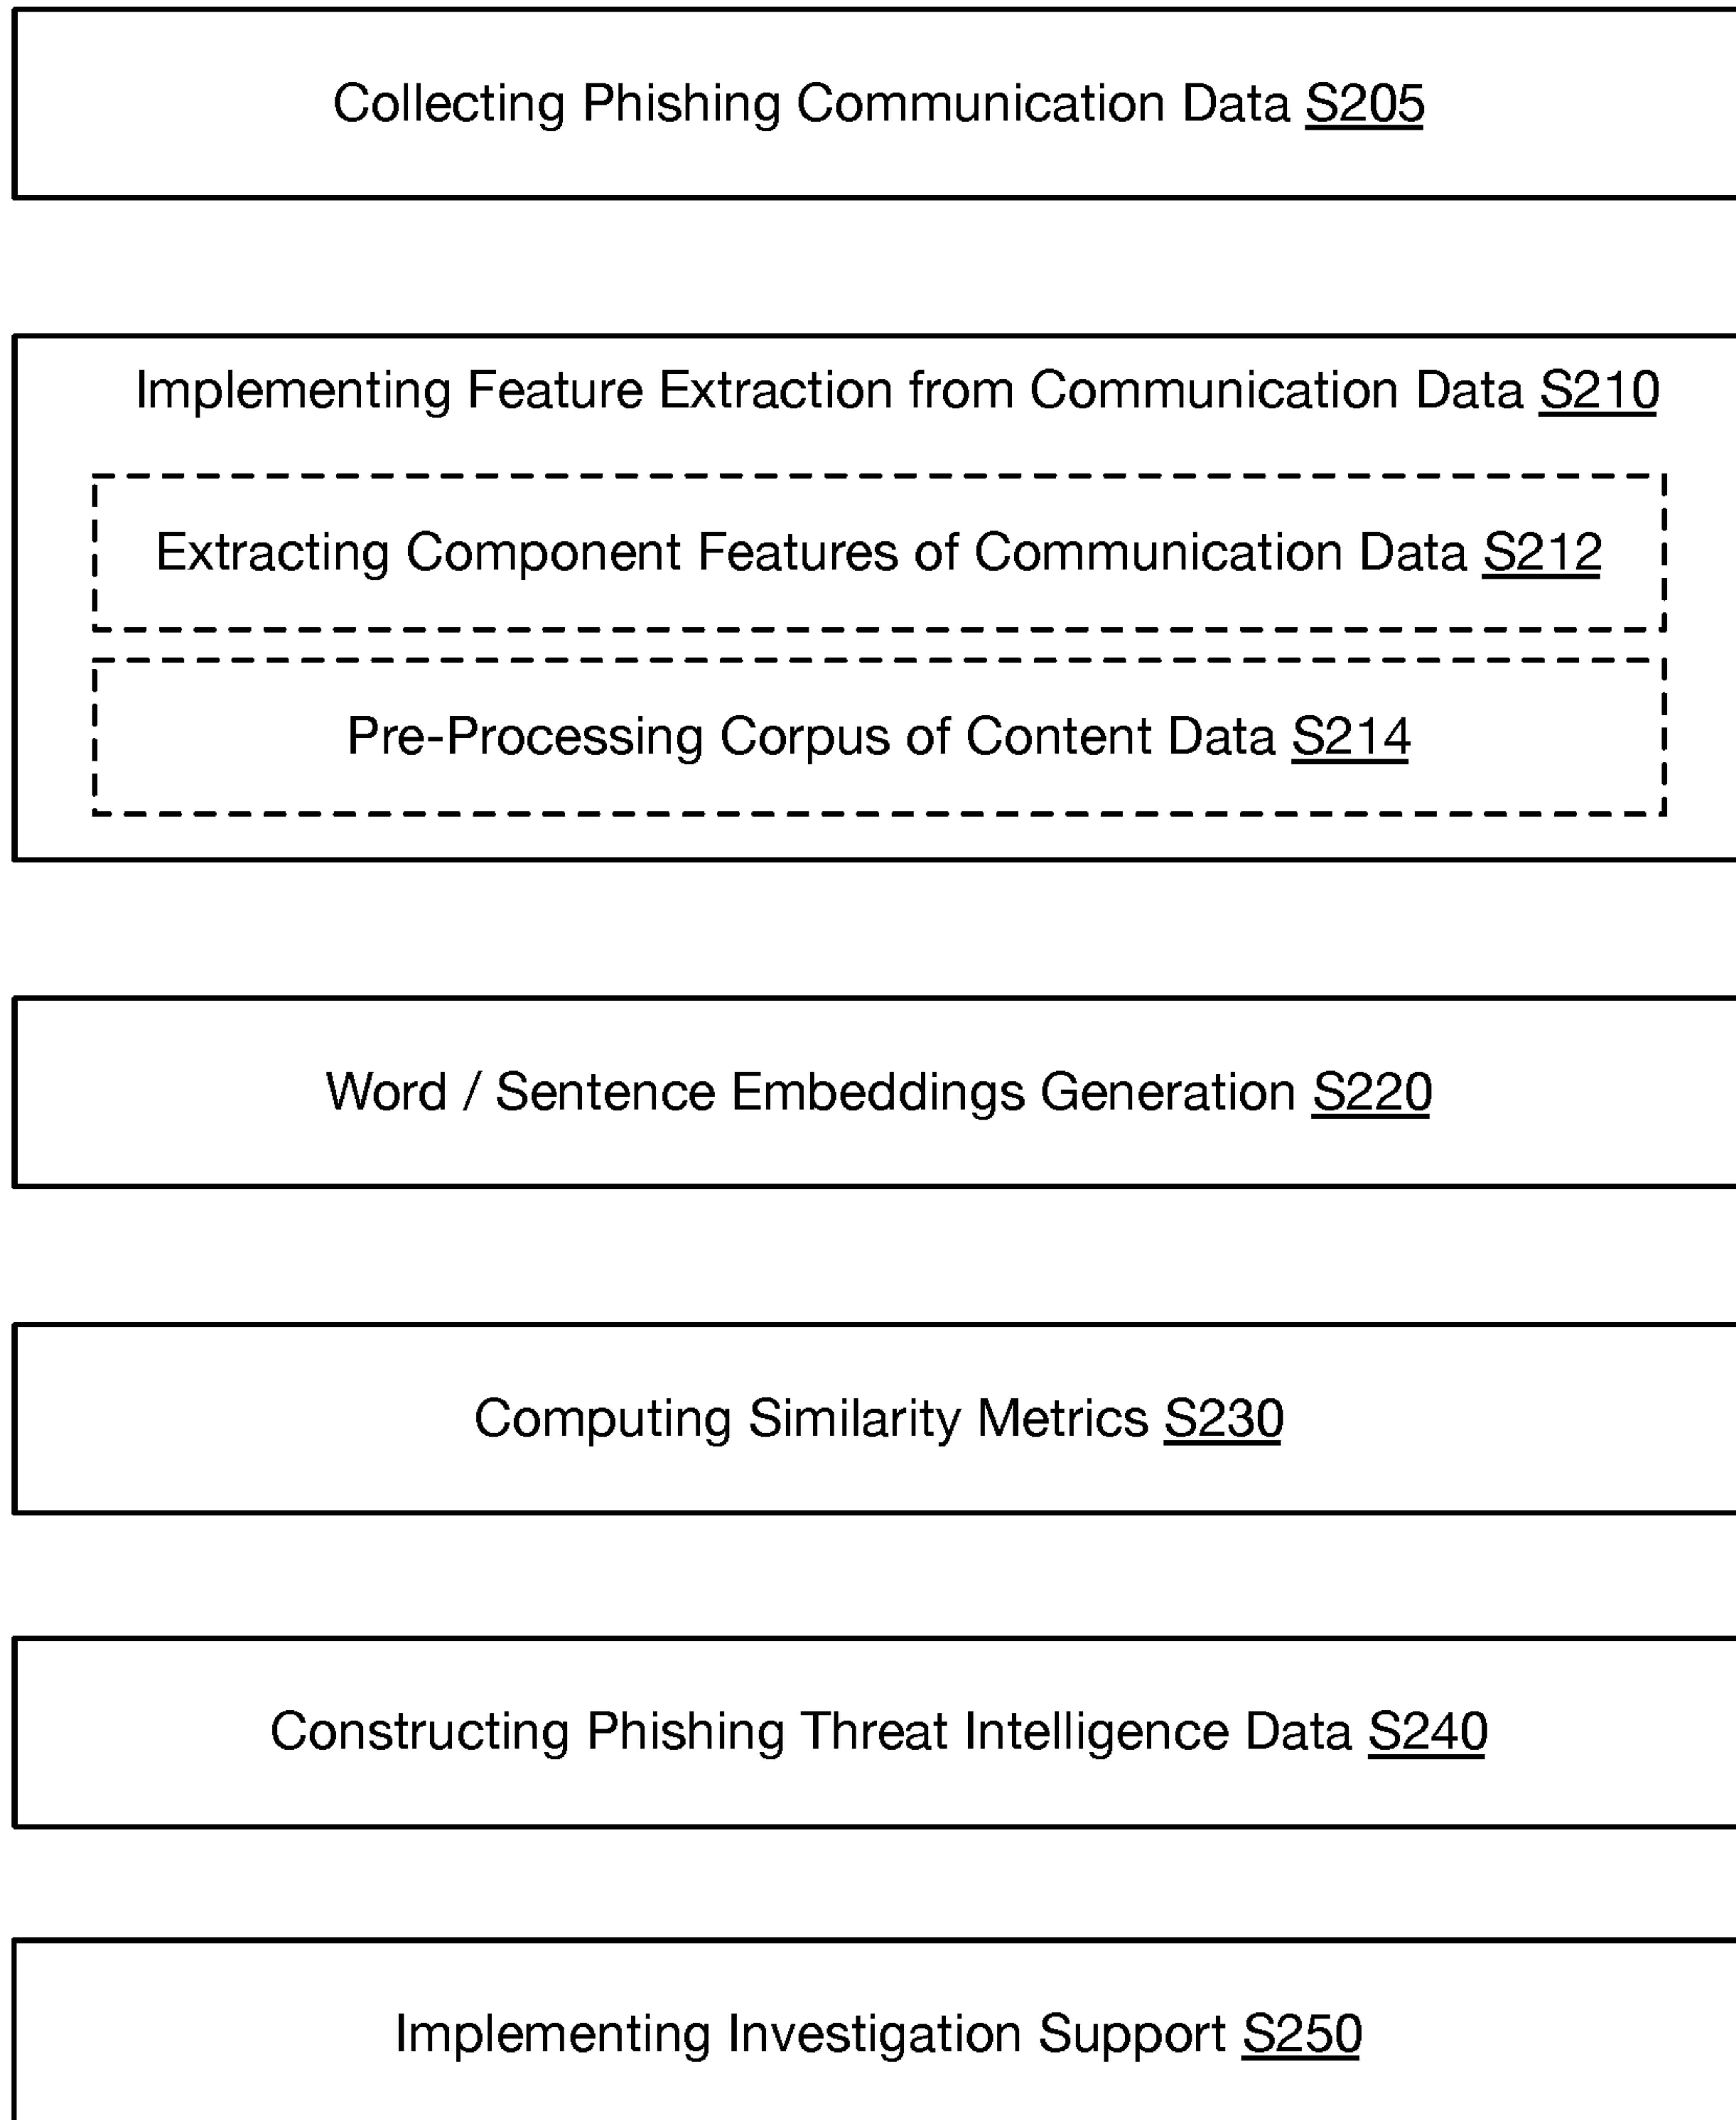 Collecting Phishing Communication Data S205
Implementing Feature Extraction from Communication Data S210
Extracting Component Features of Communication Data S212
Pre-Processing Corpus of Content Data S214
Word / Sentence Embeddings Generation S220
Computing Similarity Metrics S230
Constructing Phishing Threat Intelligence Data S240
Implementing Investigation Support S250